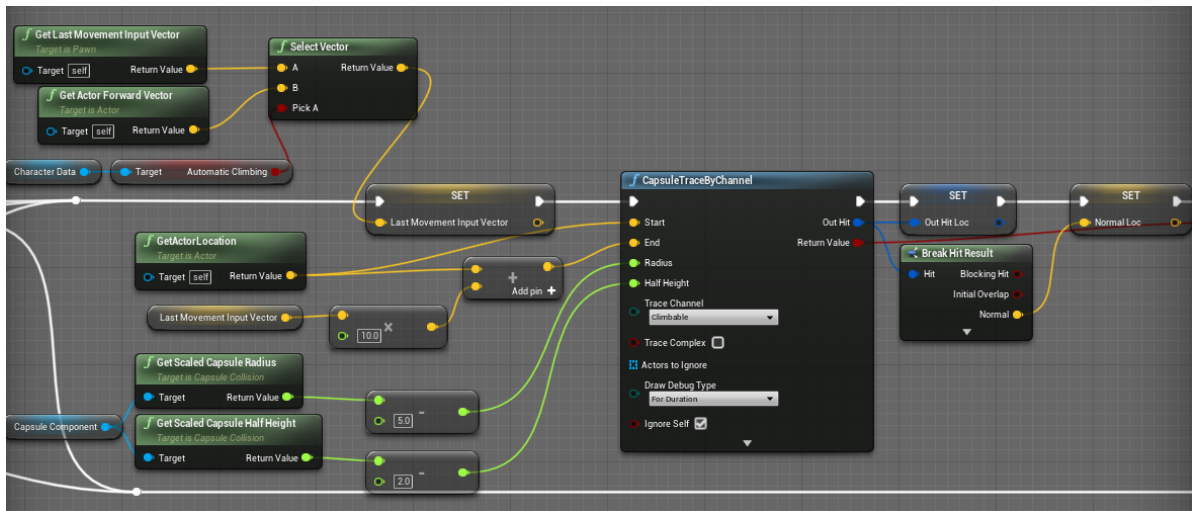 Get Last Movement Input Vector
Target is Pawn
Target self Return Value
Get Actor Forward Vector
Target is Actor
Target self Return Value
Select Vector
A Return Value
B
Pick A
Character Data
Target Automatic Climbing
SET
Last Movement Input Vector
GetActorLocation
Target is Actor
Target self Return Value
+
Add pin +
Last Movement Input Vector
10.0 ×
Get Scaled Capsule Radius
Target is Capsule Collision
Target Return Value
5.0 -
Capsule Component
Get Scaled Capsule Half Height
Target is Capsule Collision
Target Return Value
2.0 -
CapsuleTraceByChannel
Start Out Hit
End Return Value
Radius
Half Height
Trace Channel
Climbable
Trace Complex
Actors to Ignore
Draw Debug Type
For Duration
Ignore Self
SET
Out Hit Loc
SET
Normal Loc
Break Hit Result
Hit Blocking Hit
Initial Overlap
Normal